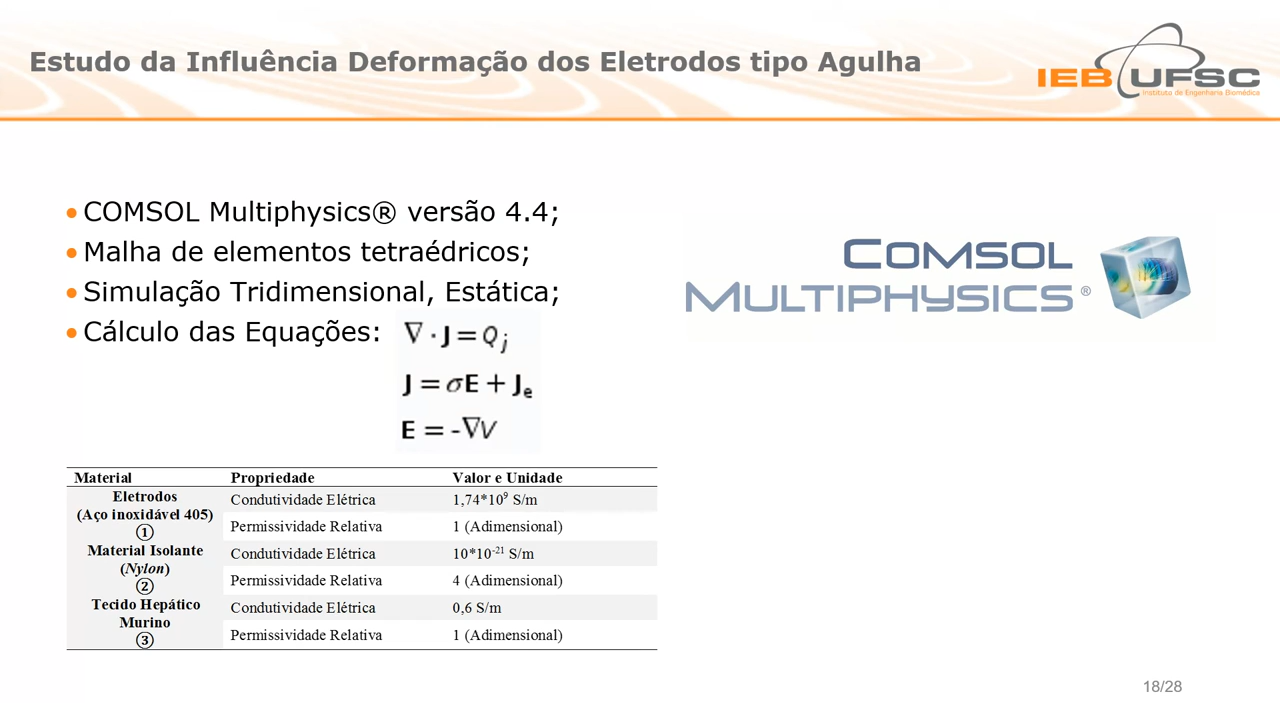 Estudo da Influência Deformação dos Eletrodos tipo Agulha
IEB UFSC
Instituto de Engenharia Biomédica
• COMSOL Multiphysics® versão 4.4;
• Malha de elementos tetraédricos;
• Simulação Tridimensional, Estática;
• Cálculo das Equações:
∇ · J = Qj
J = σE + Je
E = -∇V
COMSOL
MULTIPHYSICS®
Material Propriedade Valor e Unidade
Eletrodos
(Aço inoxidável 405)
①
Condutividade Elétrica 1,74*10⁹ S/m
Permissividade Relativa 1 (Adimensional)
Material Isolante
(Nylon)
②
Condutividade Elétrica 10*10⁻²¹ S/m
Permissividade Relativa 4 (Adimensional)
Tecido Hepático
Murino
③
Condutividade Elétrica 0,6 S/m
Permissividade Relativa 1 (Adimensional)
18/28